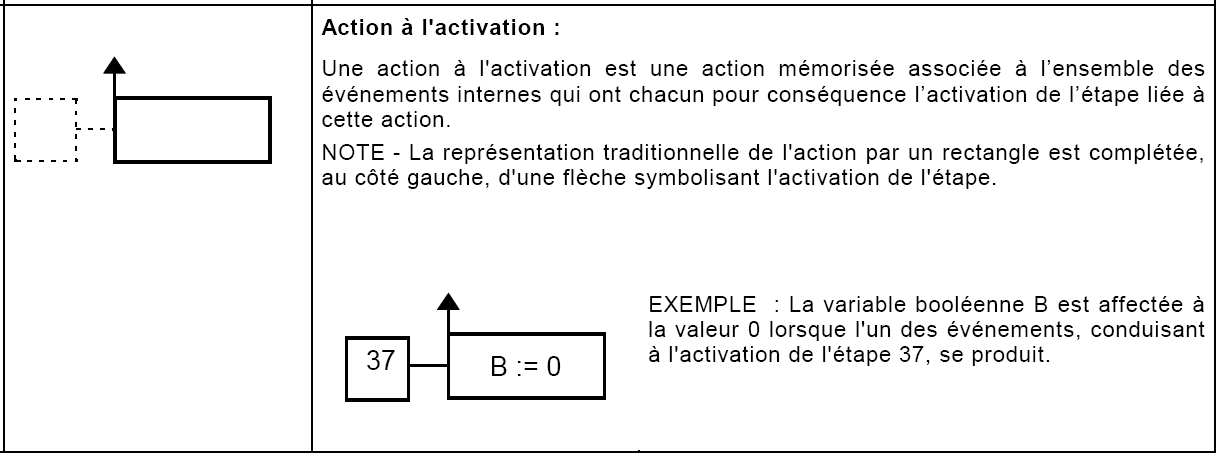 Action à l'activation :
Une action à l'activation est une action mémorisée associée à l’ensemble des
événements internes qui ont chacun pour conséquence l’activation de l’étape liée à
cette action.
NOTE - La représentation traditionnelle de l'action par un rectangle est complétée,
au côté gauche, d'une flèche symbolisant l'activation de l'étape.
37
B := 0
EXEMPLE : La variable booléenne B est affectée à
la valeur 0 lorsque l'un des événements, conduisant
à l'activation de l'étape 37, se produit.